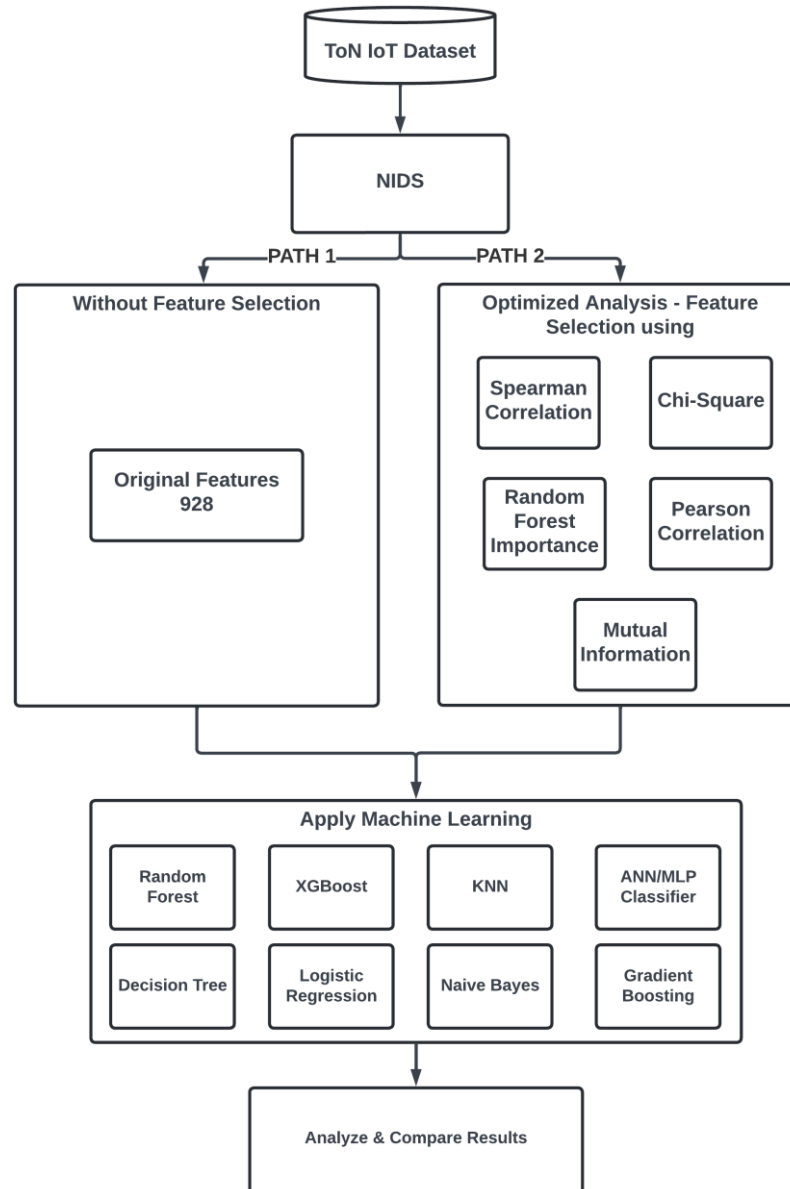 ToN IoT Dataset
NIDS
PATH 1
PATH 2
Without Feature Selection
Original Features
928
Optimized Analysis - Feature
Selection using
Spearman
Correlation
Chi-Square
Random
Forest
Importance
Pearson
Correlation
Mutual
Information
Apply Machine Learning
Random
Forest
XGBoost
KNN
ANN/MLP
Classifier
Decision Tree
Logistic
Regression
Naive Bayes
Gradient
Boosting
Analyze & Compare Results